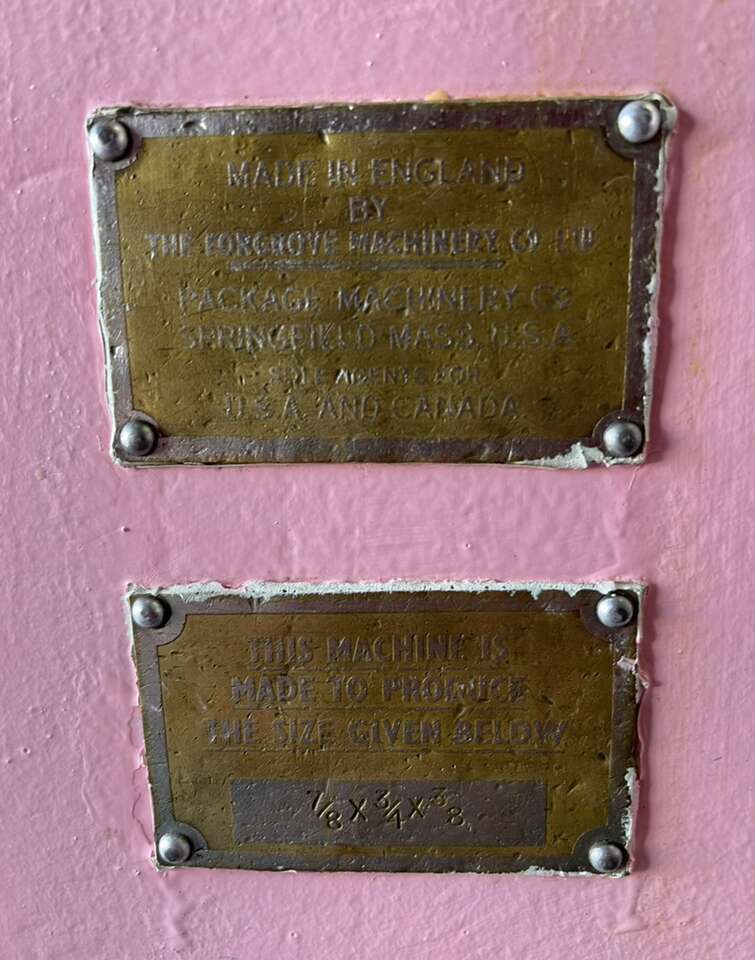 MADE IN ENGLAND
BY
THE FORGROVE MACHINERY CO LTD
PACKAGE MACHINERY CO
SPRINGFIELD MASS. U.S.A
SOLE AGENTS FOR
U.S.A AND CANADA
THIS MACHINE IS
MADE TO PRODUCE
THE SIZE GIVEN BELOW
7/8 X 3/4 X 3/8